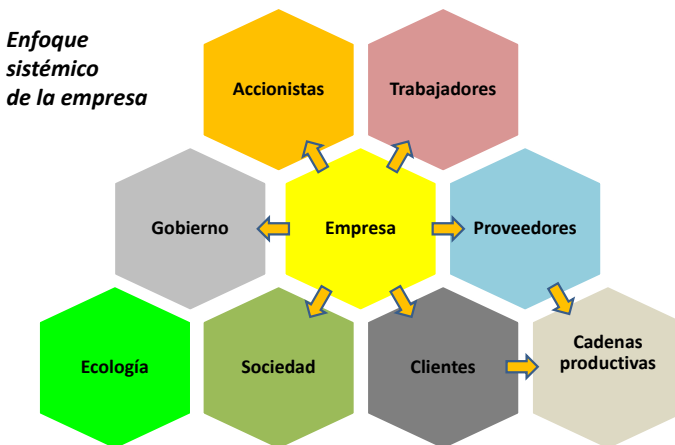 Enfoque
sistémico
de la empresa
Accionistas
Trabajadores
Gobierno
Empresa
Proveedores
Ecología
Sociedad
Clientes
Cadenas
productivas